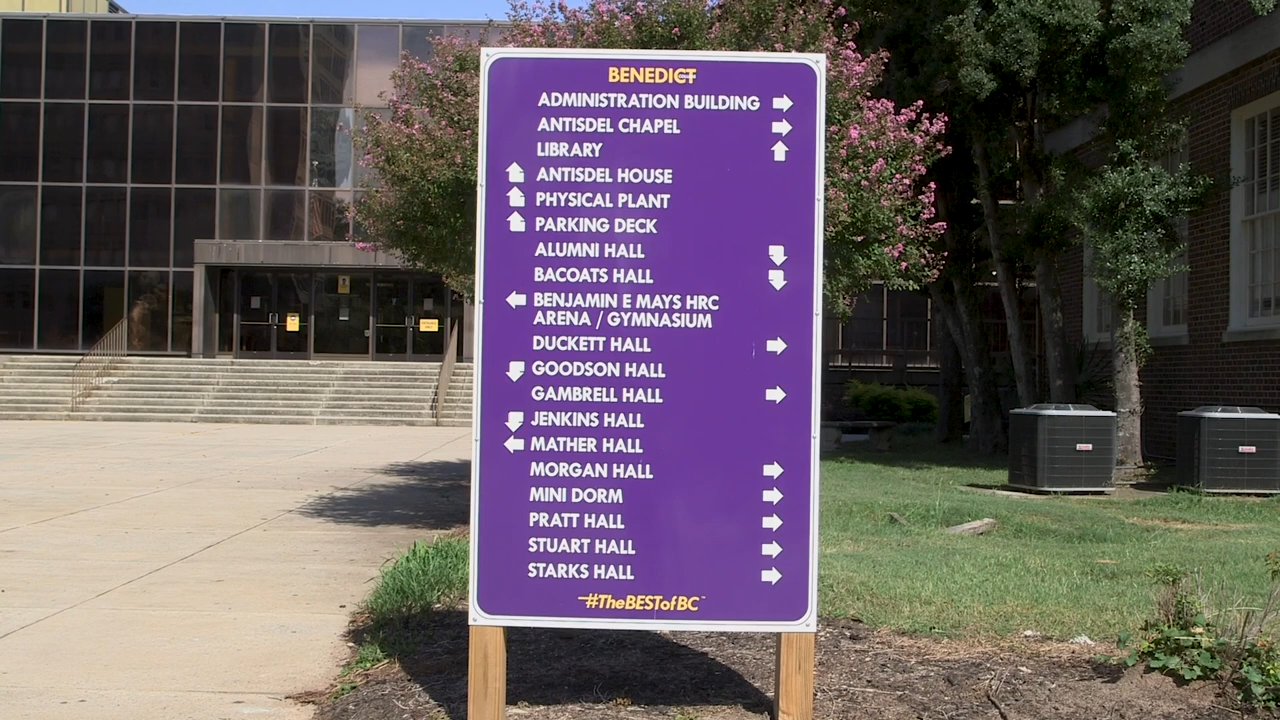 BENEDICT
ADMINISTRATION BUILDING
ANTISDEL CHAPEL
LIBRARY
ANTISDEL HOUSE
PHYSICAL PLANT
PARKING DECK
ALUMNI HALL
BACOATS HALL
BENJAMIN E MAYS HRC
ARENA / GYMNASIUM
DUCKETT HALL
GOODSON HALL
GAMBRELL HALL
JENKINS HALL
MATHER HALL
MORGAN HALL
MINI DORM
PRATT HALL
STUART HALL
STARKS HALL
#TheBESTofBC™